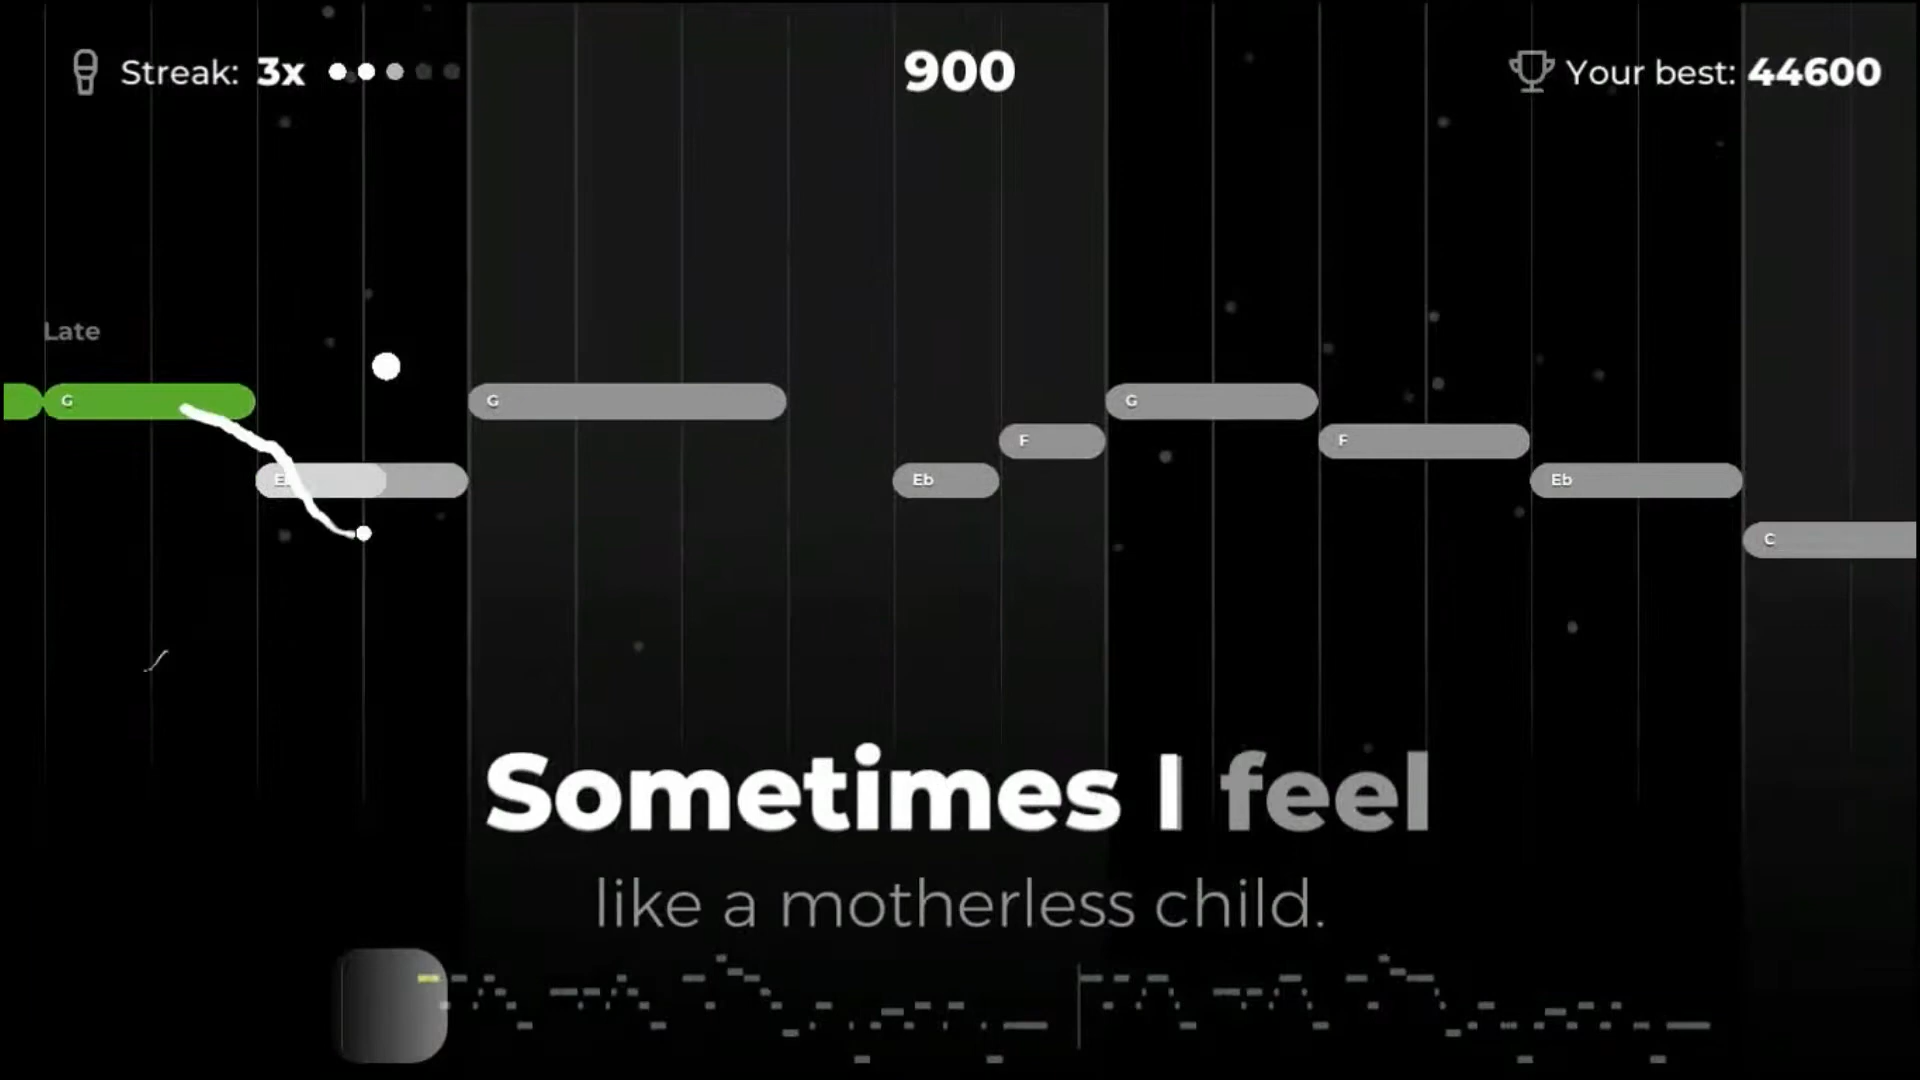 Streak: 3x
900
Your best: 44600
Late
G
G
G
F
F
Eb
Eb
C
Sometimes I feel
like a motherless child.